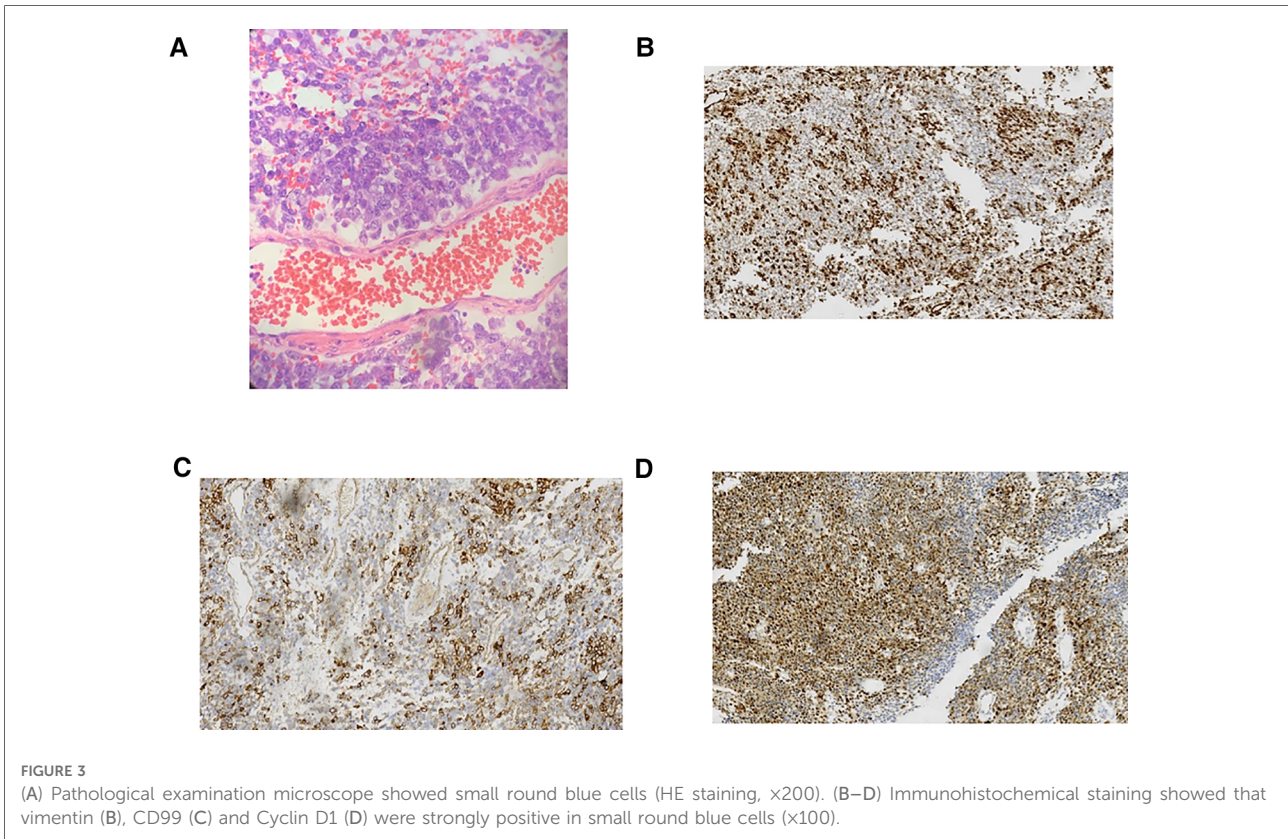 A
B
C
D
FIGURE 3
(A) Pathological examination microscope showed small round blue cells (HE staining, ×200). (B–D) Immunohistochemical staining showed that
vimentin (B), CD99 (C) and Cyclin D1 (D) were strongly positive in small round blue cells (×100).